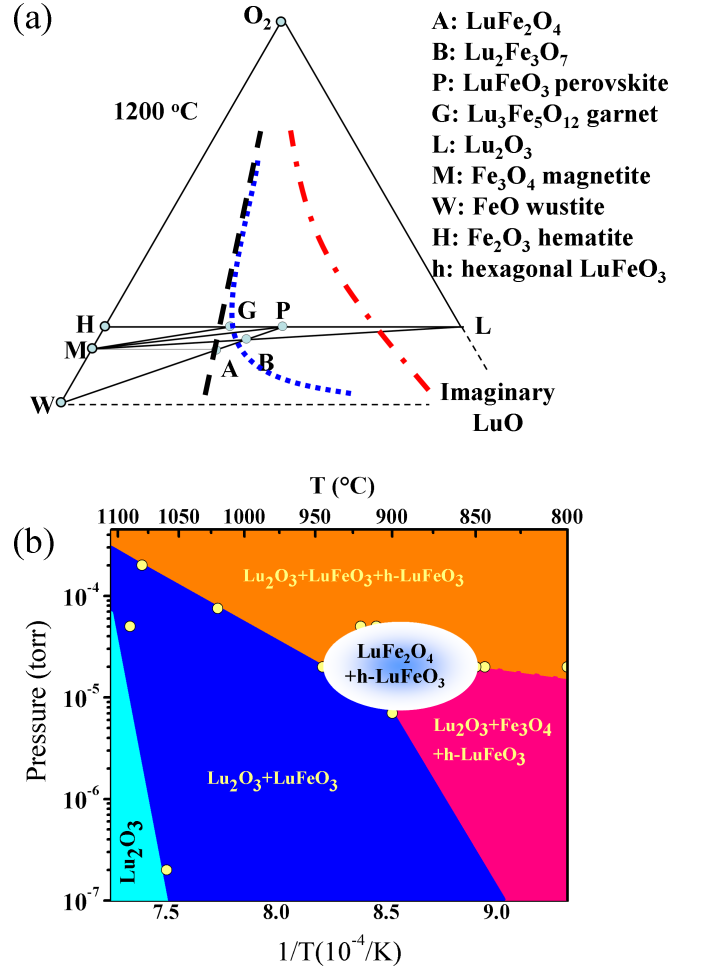 (a)
O₂
1200 °C
H
G
P
L
M
A
B
W
Imaginary
LuO
A: LuFe₂O₄
B: Lu₂Fe₃O₇
P: LuFeO₃ perovskite
G: Lu₃Fe₅O₁₂ garnet
L: Lu₂O₃
M: Fe₃O₄ magnetite
W: FeO wustite
H: Fe₂O₃ hematite
h: hexagonal LuFeO₃
(b)
T (°C)
1100 1050 1000 950 900 850 800
Pressure (torr)
10⁻⁴
10⁻⁵
10⁻⁶
10⁻⁷
Lu₂O₃+LuFeO₃+h-LuFeO₃
LuFe₂O₄
+h-LuFeO₃
Lu₂O₃+Fe₃O₄
+h-LuFeO₃
Lu₂O₃+LuFeO₃
Lu₂O₃
7.5 8.0 8.5 9.0
1/T(10⁻⁴/K)